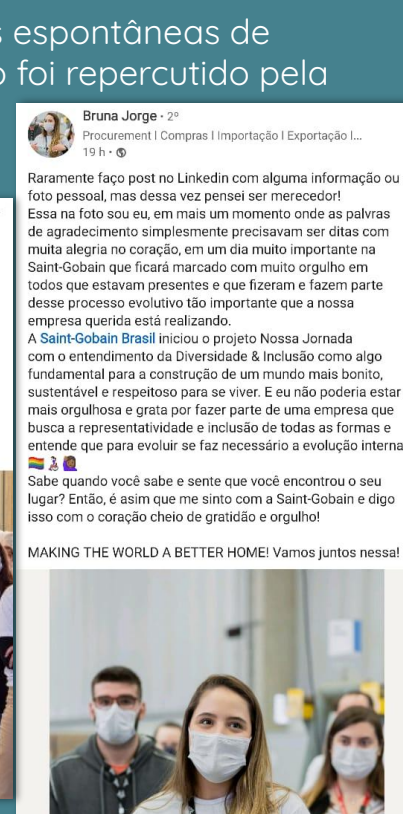 s espontâneas de
o foi repercutido pela
Bruna Jorge • 2º
Procurement I Compras I Importação I Exportação I...
19 h •
Raramente faço post no Linkedin com alguma informação ou
foto pessoal, mas dessa vez pensei ser merecedor!
Essa na foto sou eu, em mais um momento onde as palvras
de agradecimento simplesmente precisavam ser ditas com
muita alegria no coração, em um dia muito importante na
Saint-Gobain que ficará marcado com muito orgulho em
todos que estavam presentes e que fizeram e fazem parte
desse processo evolutivo tão importante que a nossa
empresa querida está realizando.
A Saint-Gobain Brasil iniciou o projeto Nossa Jornada
com o entendimento da Diversidade & Inclusão como algo
fundamental para a construção de um mundo mais bonito,
sustentável e respeitoso para se viver. E eu não poderia estar
mais orgulhosa e grata por fazer parte de uma empresa que
busca a representatividade e inclusão de todas as formas e
entende que para evoluir se faz necessário a evolução interna
🏳️‍🌈👩🏻‍🦽🙋🏾‍♀️
Sabe quando você sabe e sente que você encontrou o seu
lugar? Então, é asim que me sinto com a Saint-Gobain e digo
isso com o coração cheio de gratidão e orgulho!
MAKING THE WORLD A BETTER HOME! Vamos juntos nessa!